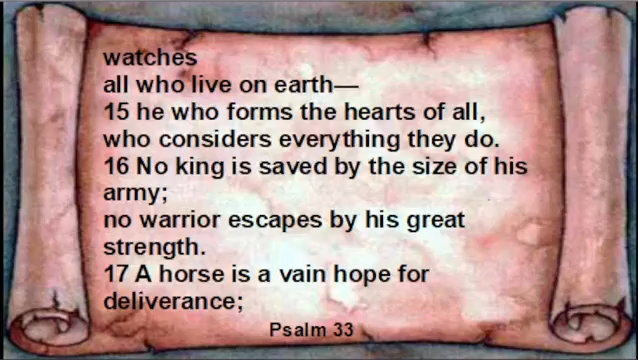 watches
all who live on earth—
15 he who forms the hearts of all,
who considers everything they do.
16 No king is saved by the size of his
army;
no warrior escapes by his great
strength.
17 A horse is a vain hope for
deliverance;
Psalm 33